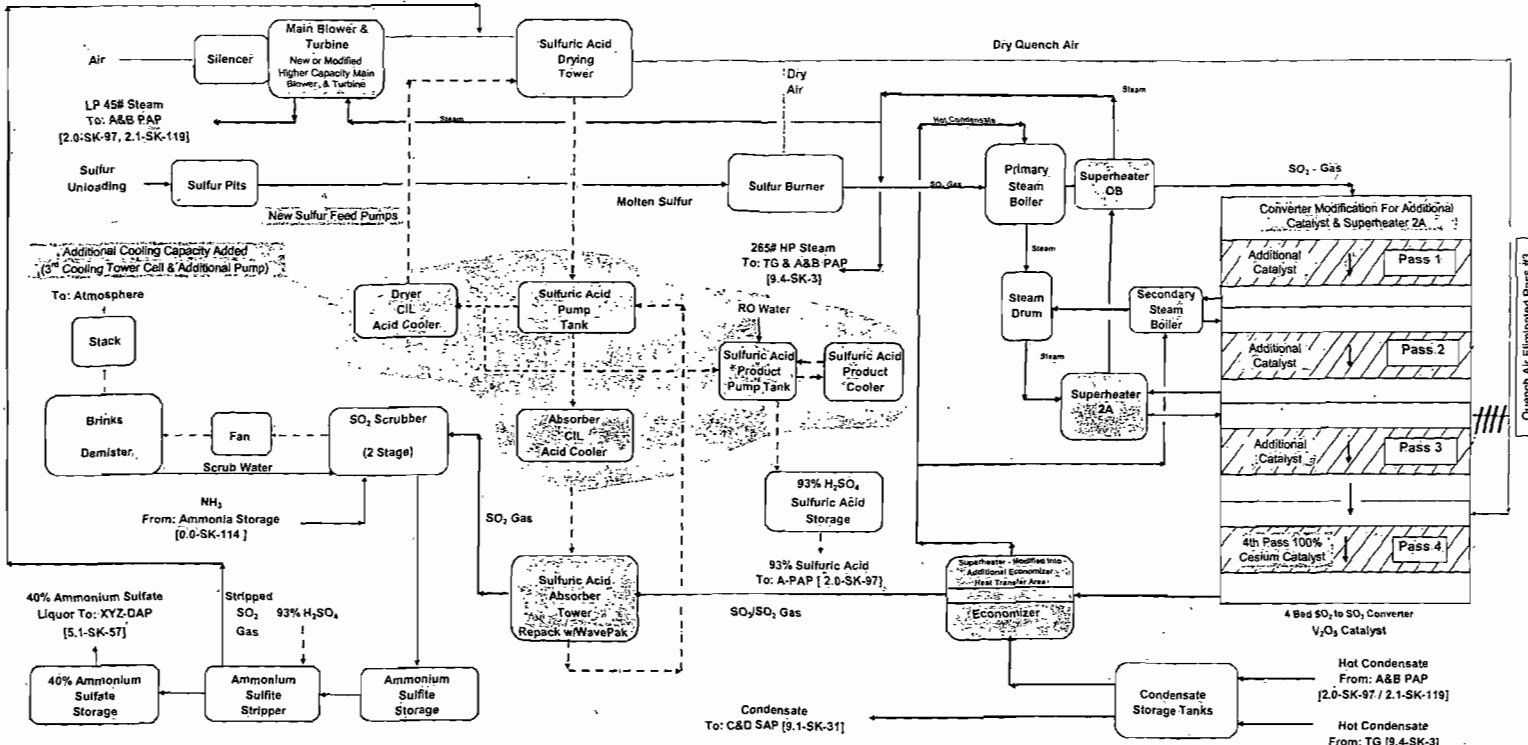 Main Blower &
Turbine
New or Modified
Higher Capacity Main
Blower & Turbine
Sulfuric Acid
Drying
Tower
Dry Quench Air
Air
Silencer
Dry
Air
Steam
LP 45# Steam
To: A&B PAP
[2.0-SK-97, 2.1-SK-119]
Steam
Hot Condensate
Sulfur
Unloading
Sulfur Pits
Sulfur Burner
SO₂ Gas
Primary
Steam
Boiler
Superheater
OB
SO₂ - Gas
Molten Sulfur
New Sulfur Feed Pumps
Converter Modification For Additional
Catalyst & Superheater 2A
Additional Cooling Capacity Added
(3rd Cooling Tower Cell & Additional Pump)
265# HP Steam
To: TG & A&B PAP
[9.4-SK-3]
Steam
Additional
Catalyst
Pass 1
Quench Air Eliminated Pass #3
To: Atmosphere
Dryer
CIL
Acid Cooler
Sulfuric Acid
Pump
Tank
RO Water
Steam
Drum
Secondary
Steam
Boiler
Stack
Sulfuric Acid
Product
Pump Tank
Sulfuric Acid
Product
Cooler
Steam
Additional
Catalyst
Pass 2
Brinks
Demister
Fan
SO₂ Scrubber
(2 Stage)
Absorber
CIL
Acid Cooler
Superheater
2A
Scrub Water
Additional
Catalyst
Pass 3
NH₃
From: Ammonia Storage
[0.0-SK-114 ]
SO₂ Gas
93% H₂SO₄
Sulfuric Acid
Storage
4th Pass 100%
Cesium Catalyst
Pass 4
93% Sulfuric Acid
To: A-PAP [ 2.0-SK-97]
Superheater - Modified Into
Additional Economizer
Heat Transfer Area
Economizer
Sulfuric Acid
Absorber
Tower
Repack w/WavePak
SO₃/SO₂ Gas
4 Bed SO₂ to SO₃ Converter
V₂O₅ Catalyst
40% Ammonium Sulfate
Liquor To: XYZ-DAP
[5.1-SK-57]
Stripped
SO₂
Gas
93% H₂SO₄
40% Ammonium
Sulfate
Storage
Ammonium
Sulfite
Stripper
Ammonium
Sulfite
Storage
Condensate
To: C&D SAP [9.1-SK-31]
Condensate
Storage Tanks
Hot Condensate
From: A&B PAP
[2.0-SK-97 / 2.1-SK-119]
Hot Condensate
From: TG [9.4-SK-3]